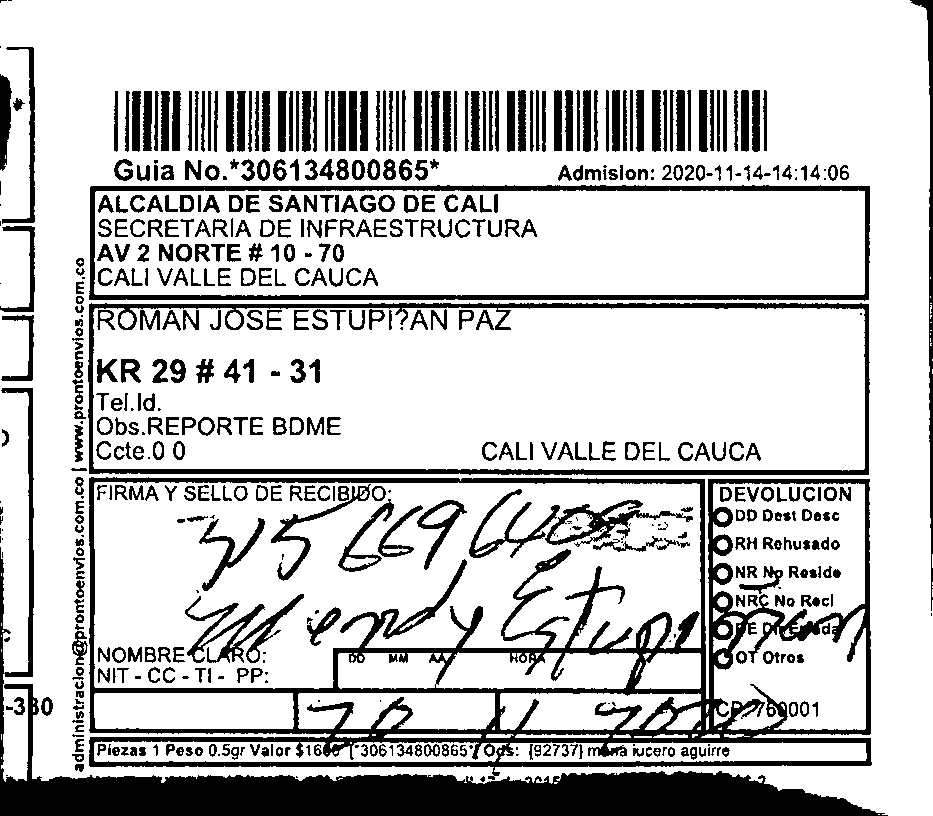 Guia No.*306134800865*
Admision: 2020-11-14-14:14:06
ALCALDIA DE SANTIAGO DE CALI
SECRETARIA DE INFRAESTRUCTURA
AV 2 NORTE # 10 - 70
CALI VALLE DEL CAUCA
administracion@prontoenvios.com.co | www.prontoenvios.com.co
ROMAN JOSE ESTUPI?AN PAZ
KR 29 # 41 - 31
Tel.Id.
Obs.REPORTE BDME
Ccte.0 0
CALI VALLE DEL CAUCA
FIRMA Y SELLO DE RECIBIDO:
DEVOLUCION
DD Dest Desc
RH Rehusado
NR No Reside
NRC No Recl
OT Otros
NOMBRE CLARO:
DD MM AA HORA
NIT - CC - TI - PP:
-330
CP: 760001
Piezas 1 Peso 0.5gr Valor $1600 [*306134800865*] Ods: {92737} maria lucero aguirre